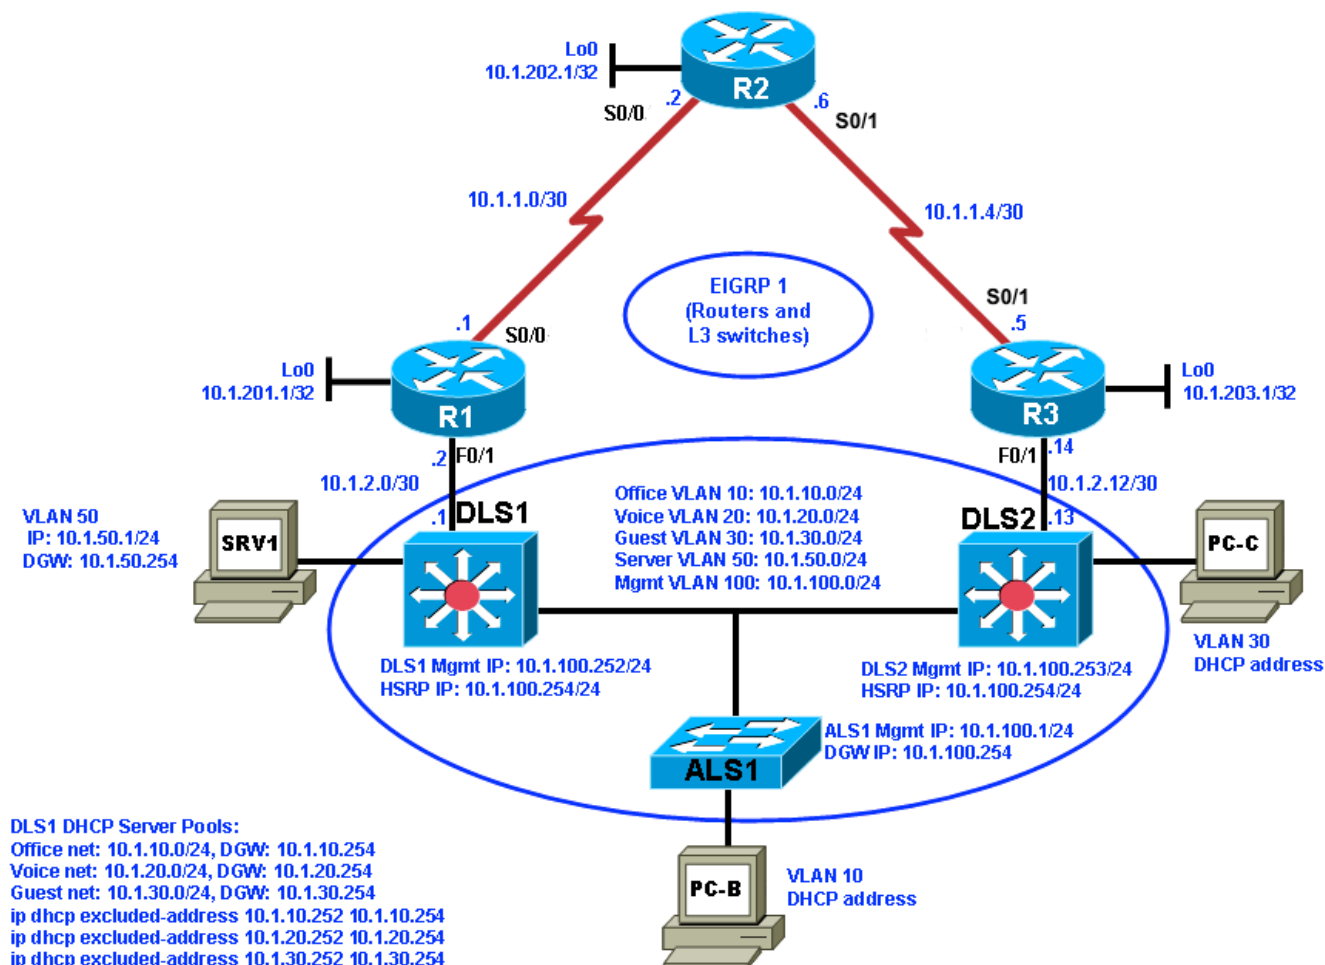 Lo0
10.1.202.1/32
R2
.2
.6
S0/0
S0/1
10.1.1.0/30
10.1.1.4/30
EIGRP 1
(Routers and
L3 switches)
S0/1
.1
.5
S0/0
Lo0
10.1.201.1/32
R1
R3
Lo0
10.1.203.1/32
.2
F0/1
F0/1
.14
10.1.2.0/30
10.1.2.12/30
.1
DLS1
DLS2
.13
VLAN 50
IP: 10.1.50.1/24
DGW: 10.1.50.254
SRV1
Office VLAN 10: 10.1.10.0/24
Voice VLAN 20: 10.1.20.0/24
Guest VLAN 30: 10.1.30.0/24
Server VLAN 50: 10.1.50.0/24
Mgmt VLAN 100: 10.1.100.0/24
PC-C
VLAN 30
DHCP address
DLS1 Mgmt IP: 10.1.100.252/24
HSRP IP: 10.1.100.254/24
DLS2 Mgmt IP: 10.1.100.253/24
HSRP IP: 10.1.100.254/24
ALS1 Mgmt IP: 10.1.100.1/24
DGW IP: 10.1.100.254
ALS1
PC-B
VLAN 10
DHCP address
DLS1 DHCP Server Pools:
Office net: 10.1.10.0/24, DGW: 10.1.10.254
Voice net: 10.1.20.0/24, DGW: 10.1.20.254
Guest net: 10.1.30.0/24, DGW: 10.1.30.254
ip dhcp excluded-address 10.1.10.252 10.1.10.254
ip dhcp excluded-address 10.1.20.252 10.1.20.254
ip dhcp excluded-address 10.1.30.252 10.1.30.254